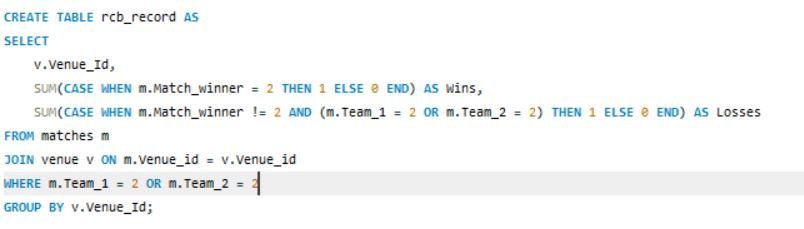 CREATE TABLE rcb_record AS
SELECT
v.Venue_Id,
SUM(CASE WHEN m.Match_winner = 2 THEN 1 ELSE 0 END) AS Wins,
SUM(CASE WHEN m.Match_winner != 2 AND (m.Team_1 = 2 OR m.Team_2 = 2) THEN 1 ELSE 0 END) AS Losses
FROM matches m
JOIN venue v ON m.Venue_id = v.Venue_id
WHERE m.Team_1 = 2 OR m.Team_2 = 2
GROUP BY v.Venue_Id;